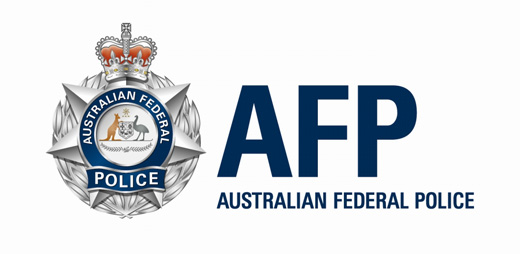 AUSTRALIAN FEDERAL
POLICE
AFP
AUSTRALIAN FEDERAL POLICE